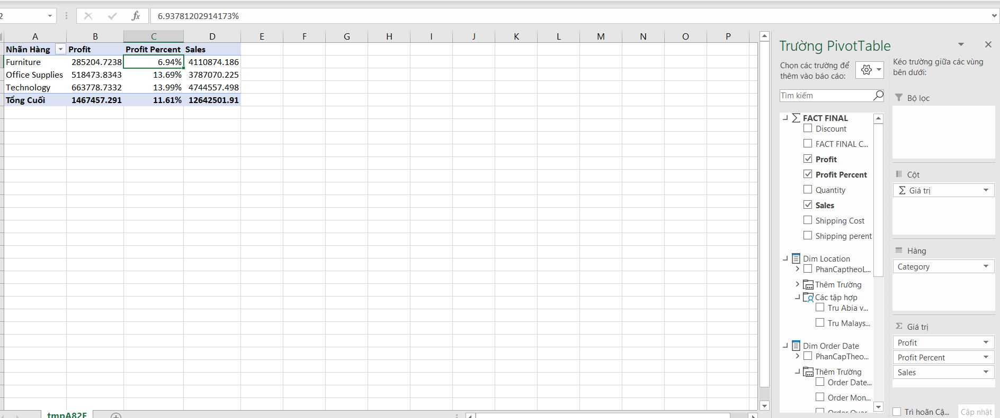 2
fx
6.93781202914173%
A B C D E F G H I J K L M N O P
Nhãn Hàng Profit Profit Percent Sales
Furniture 285204.7238 6.94% 4110874.186
Office Supplies 518473.8343 13.69% 3787070.225
Technology 663778.7332 13.99% 4744557.498
Tổng Cuối 1467457.291 11.61% 12642501.91
tmpA82F
Trường PivotTable
Chọn các trường để
thêm vào báo cáo:
Tìm kiếm
FACT FINAL
Discount
FACT FINAL C...
Profit
Profit Percent
Quantity
Sales
Shipping Cost
Shipping perent
Dim Location
PhanCaptheoL...
Thêm Trường
Các tập hợp
Tru Abia v...
Tru Malays...
Dim Order Date
PhanCapTheo...
Thêm Trường
Order Date...
Order Mon...
Order Quar...
Kéo trường giữa các vùng
bên dưới:
Bộ lọc
Cột
Σ Giá trị
Hàng
Category
Σ Giá trị
Profit
Profit Percent
Sales
Trì hoãn Cậ...
Cập nhật